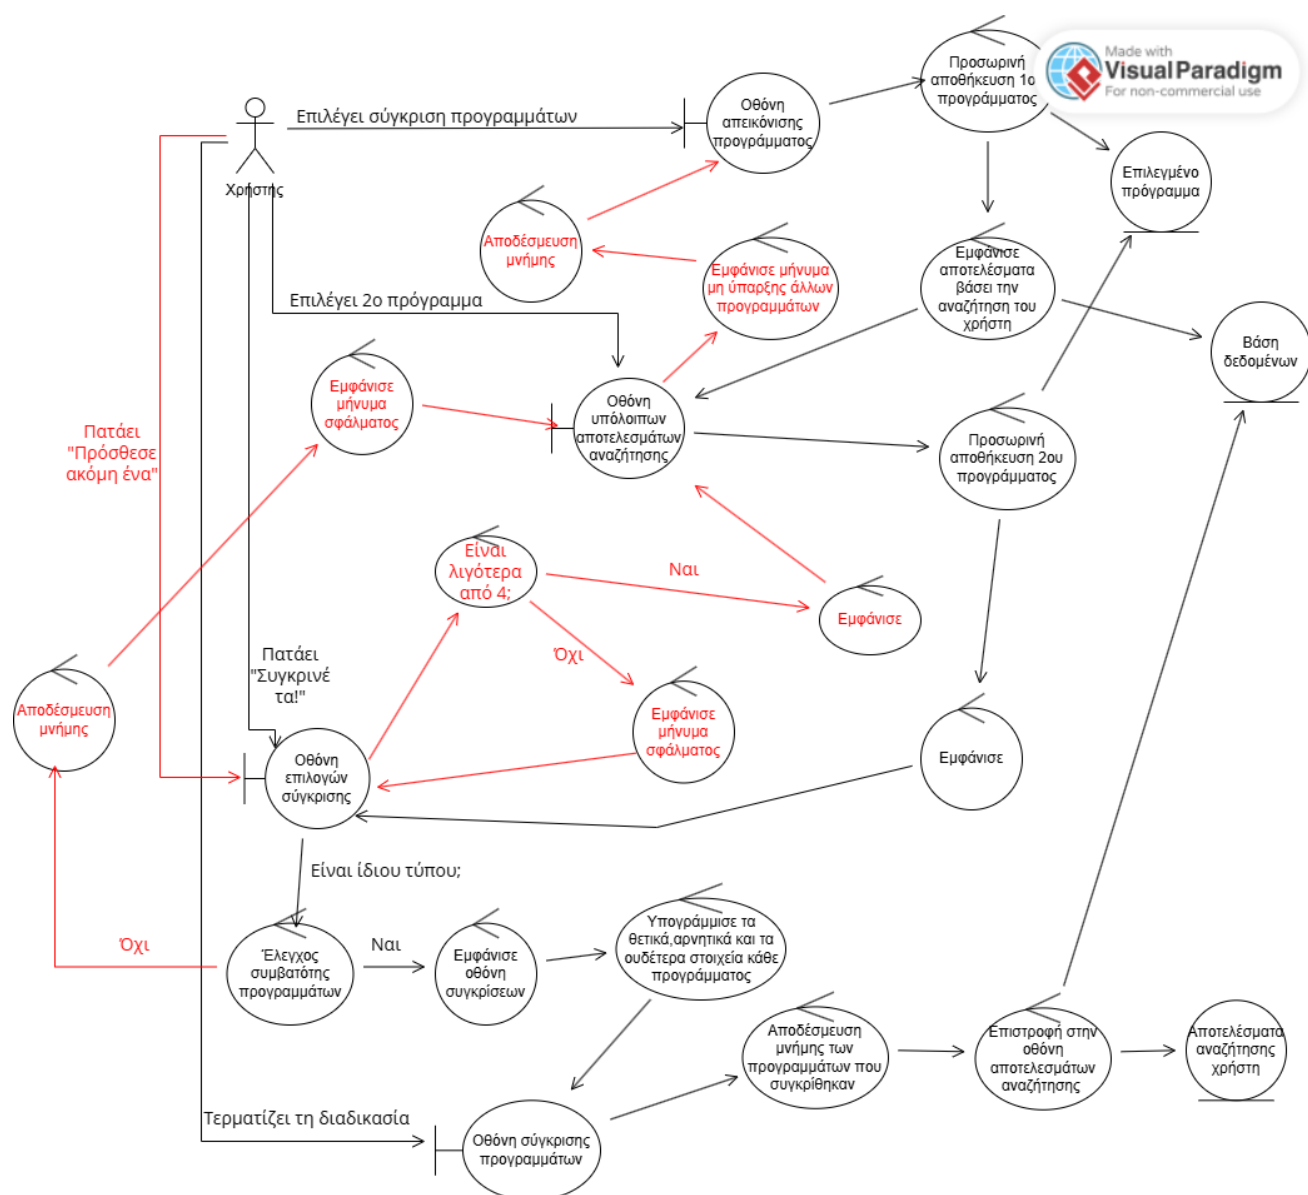 Made with
Visual Paradigm
For non-commercial use
Προσωρινή
αποθήκευση 1ο
προγράμματος
Οθόνη
απεικόνισης
προγράμματος
Επιλέγει σύγκριση προγραμμάτων
Χρήστης
Επιλεγμένο
πρόγραμμα
Αποδέσμευση
μνήμης
Εμφάνισε μήνυμα
μη ύπαρξης άλλων
προγραμμάτων
Εμφάνισε
αποτελέσματα
βάσει την
αναζήτηση του
χρήστη
Επιλέγει 2ο πρόγραμμα
Βάση
δεδομένων
Εμφάνισε
μήνυμα
σφάλματος
Οθόνη
υπόλοιπων
αποτελεσμάτων
αναζήτησης
Προσωρινή
αποθήκευση 2ου
προγράμματος
Πατάει
"Πρόσθεσε
ακόμη ένα"
Είναι
λιγότερα
από 4;
Ναι
Εμφάνισε
Όχι
Πατάει
"Συγκρινέ
τα!"
Αποδέσμευση
μνήμης
Εμφάνισε
μήνυμα
σφάλματος
Εμφάνισε
Οθόνη
επιλογών
σύγκρισης
Είναι ίδιου τύπου;
Όχι
Έλεγχος
συμβατότης
προγραμμάτων
Ναι
Εμφάνισε
οθόνη
συγκρίσεων
Υπογράμμισε τα
θετικά,αρνητικά και τα
ουδέτερα στοιχεία κάθε
προγράμματος
Αποδέσμευση
μνήμης των
προγραμμάτων που
συγκρίθηκαν
Επιστροφή στην
οθόνη
αποτελεσμάτων
αναζήτησης
Αποτελέσματα
αναζήτησης
χρήστη
Τερματίζει τη διαδικασία
Οθόνη σύγκρισης
προγραμμάτων